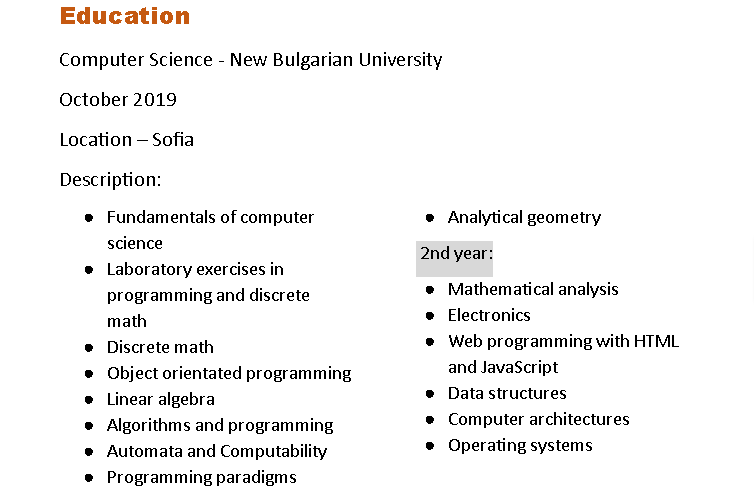 Education
Computer Science - New Bulgarian University
October 2019
Location – Sofia
Description:
● Fundamentals of computer
science
● Laboratory exercises in
programming and discrete
math
● Discrete math
● Object orientated programming
● Linear algebra
● Algorithms and programming
● Automata and Computability
● Programming paradigms
● Analytical geometry
2nd year:
● Mathematical analysis
● Electronics
● Web programming with HTML
and JavaScript
● Data structures
● Computer architectures
● Operating systems